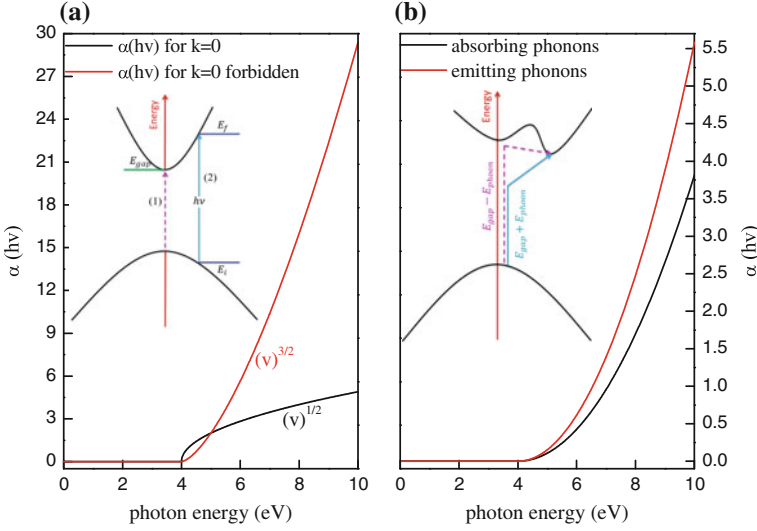 (a)
α(hν) for k=0
α(hν) for k=0 forbidden
Energy
E_f
E_gap
(2)
(1)
hν
E_i
(v)^{3/2}
(v)^{1/2}
α (hν)
30
27
24
21
18
15
12
9
6
3
0
0 2 4 6 8 10
photon energy (eV)
(b)
absorbing phonons
emitting phonons
Energy
E_gap − E_phoon
E_gap + E_phoon
α (hν)
5.5
5.0
4.5
4.0
3.5
3.0
2.5
2.0
1.5
1.0
0.5
0.0
0 2 4 6 8 10
photon energy (eV)